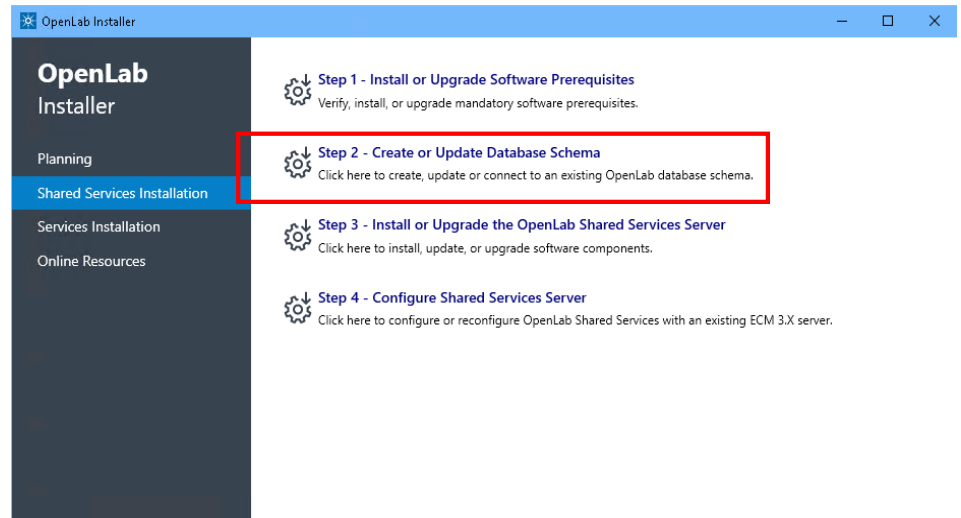 OpenLab Installer
OpenLab
Installer
Planning
Shared Services Installation
Services Installation
Online Resources
Step 1 - Install or Upgrade Software Prerequisites
Verify, install, or upgrade mandatory software prerequisites.
Step 2 - Create or Update Database Schema
Click here to create, update or connect to an existing OpenLab database schema.
Step 3 - Install or Upgrade the OpenLab Shared Services Server
Click here to install, update, or upgrade software components.
Step 4 - Configure Shared Services Server
Click here to configure or reconfigure OpenLab Shared Services with an existing ECM 3.X server.